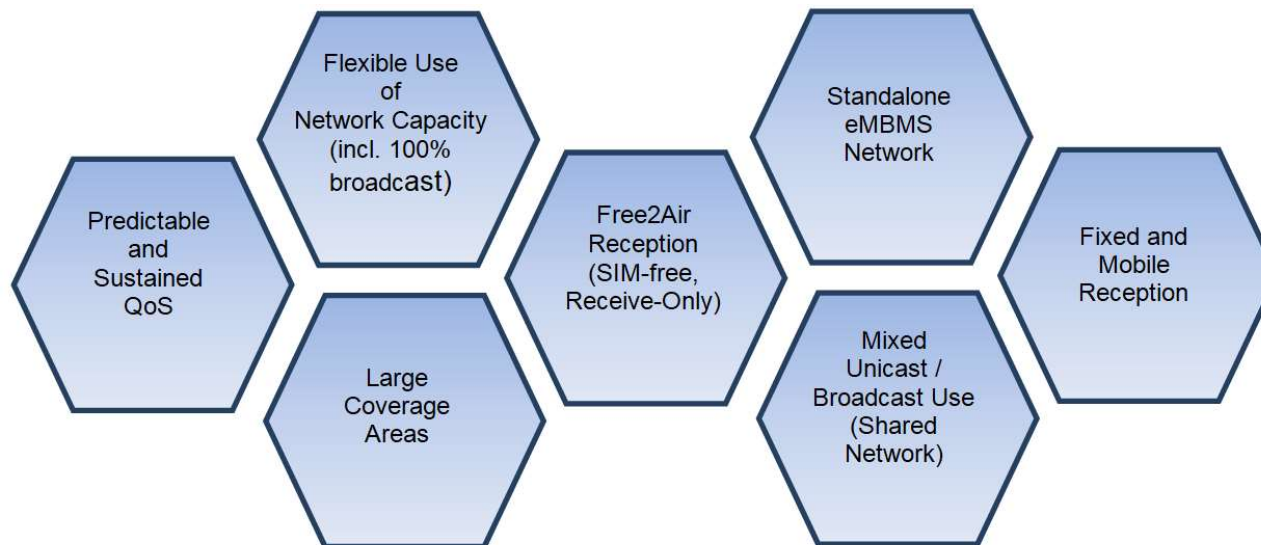 Predictable
and
Sustained
QoS
Flexible Use
of
Network Capacity
(incl. 100%
broadcast)
Large
Coverage
Areas
Free2Air
Reception
(SIM-free,
Receive-Only)
Standalone
eMBMS
Network
Mixed
Unicast /
Broadcast Use
(Shared
Network)
Fixed and
Mobile
Reception